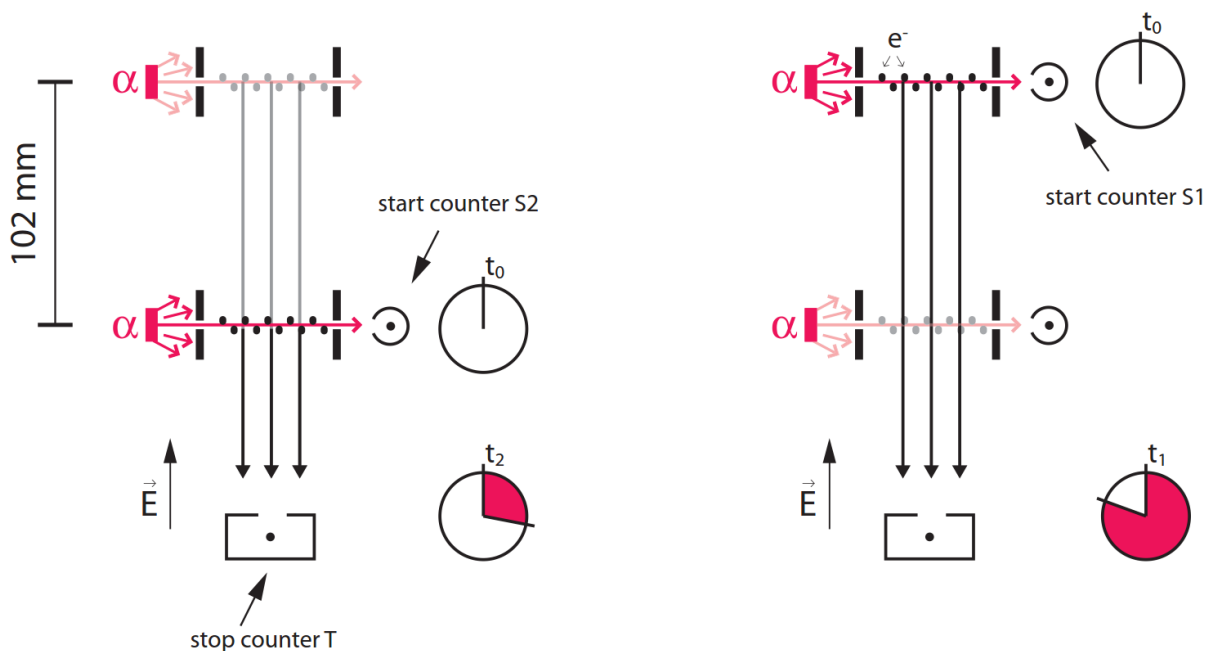 α
102 mm
α
start counter S2
t₀
E⃗
t₂
stop counter T
α
e⁻
t₀
start counter S1
α
E⃗
t₁